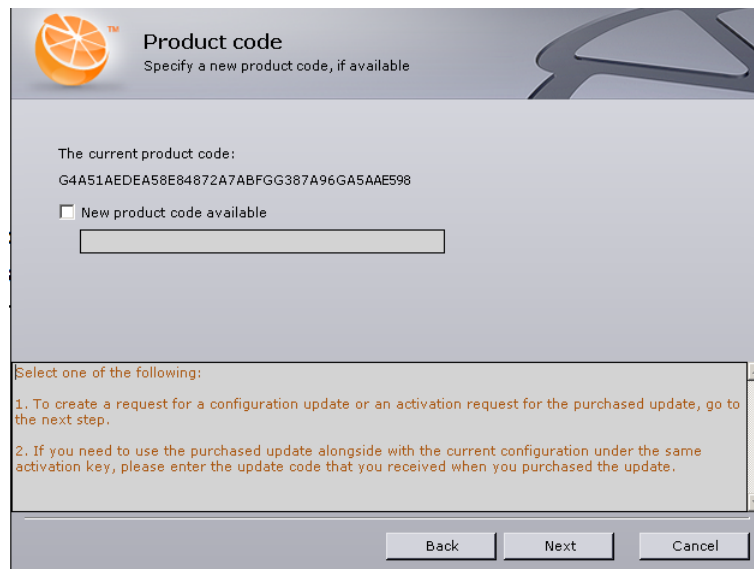 TM
Product code
Specify a new product code, if available
The current product code:
G4A51AEDEA58E84872A7ABFGG387A96GA5AAE598
New product code available
Select one of the following:
1. To create a request for a configuration update or an activation request for the purchased update, go to
the next step.
2. If you need to use the purchased update alongside with the current configuration under the same
activation key, please enter the update code that you received when you purchased the update.
Back
Next
Cancel